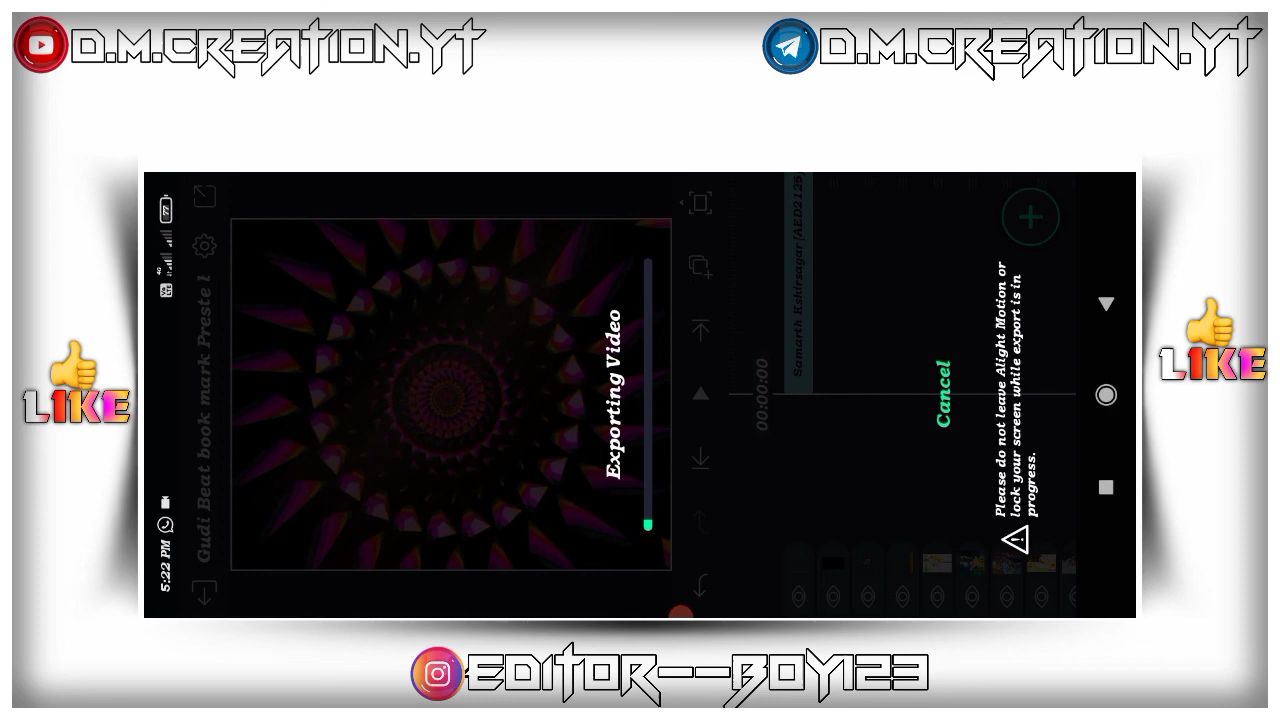 D.M.CREATION.YT
D.M.CREATION.YT
5:22 PM
4G
77
Gudi Beat book mark Preste l
Exporting Video
00:00:00
Samarth Kshirsagar
Cancel
Please do not leave Alight Motion or
lock your screen while export is in
progress.
LIKE
LIKE
EDITOR--BOY123